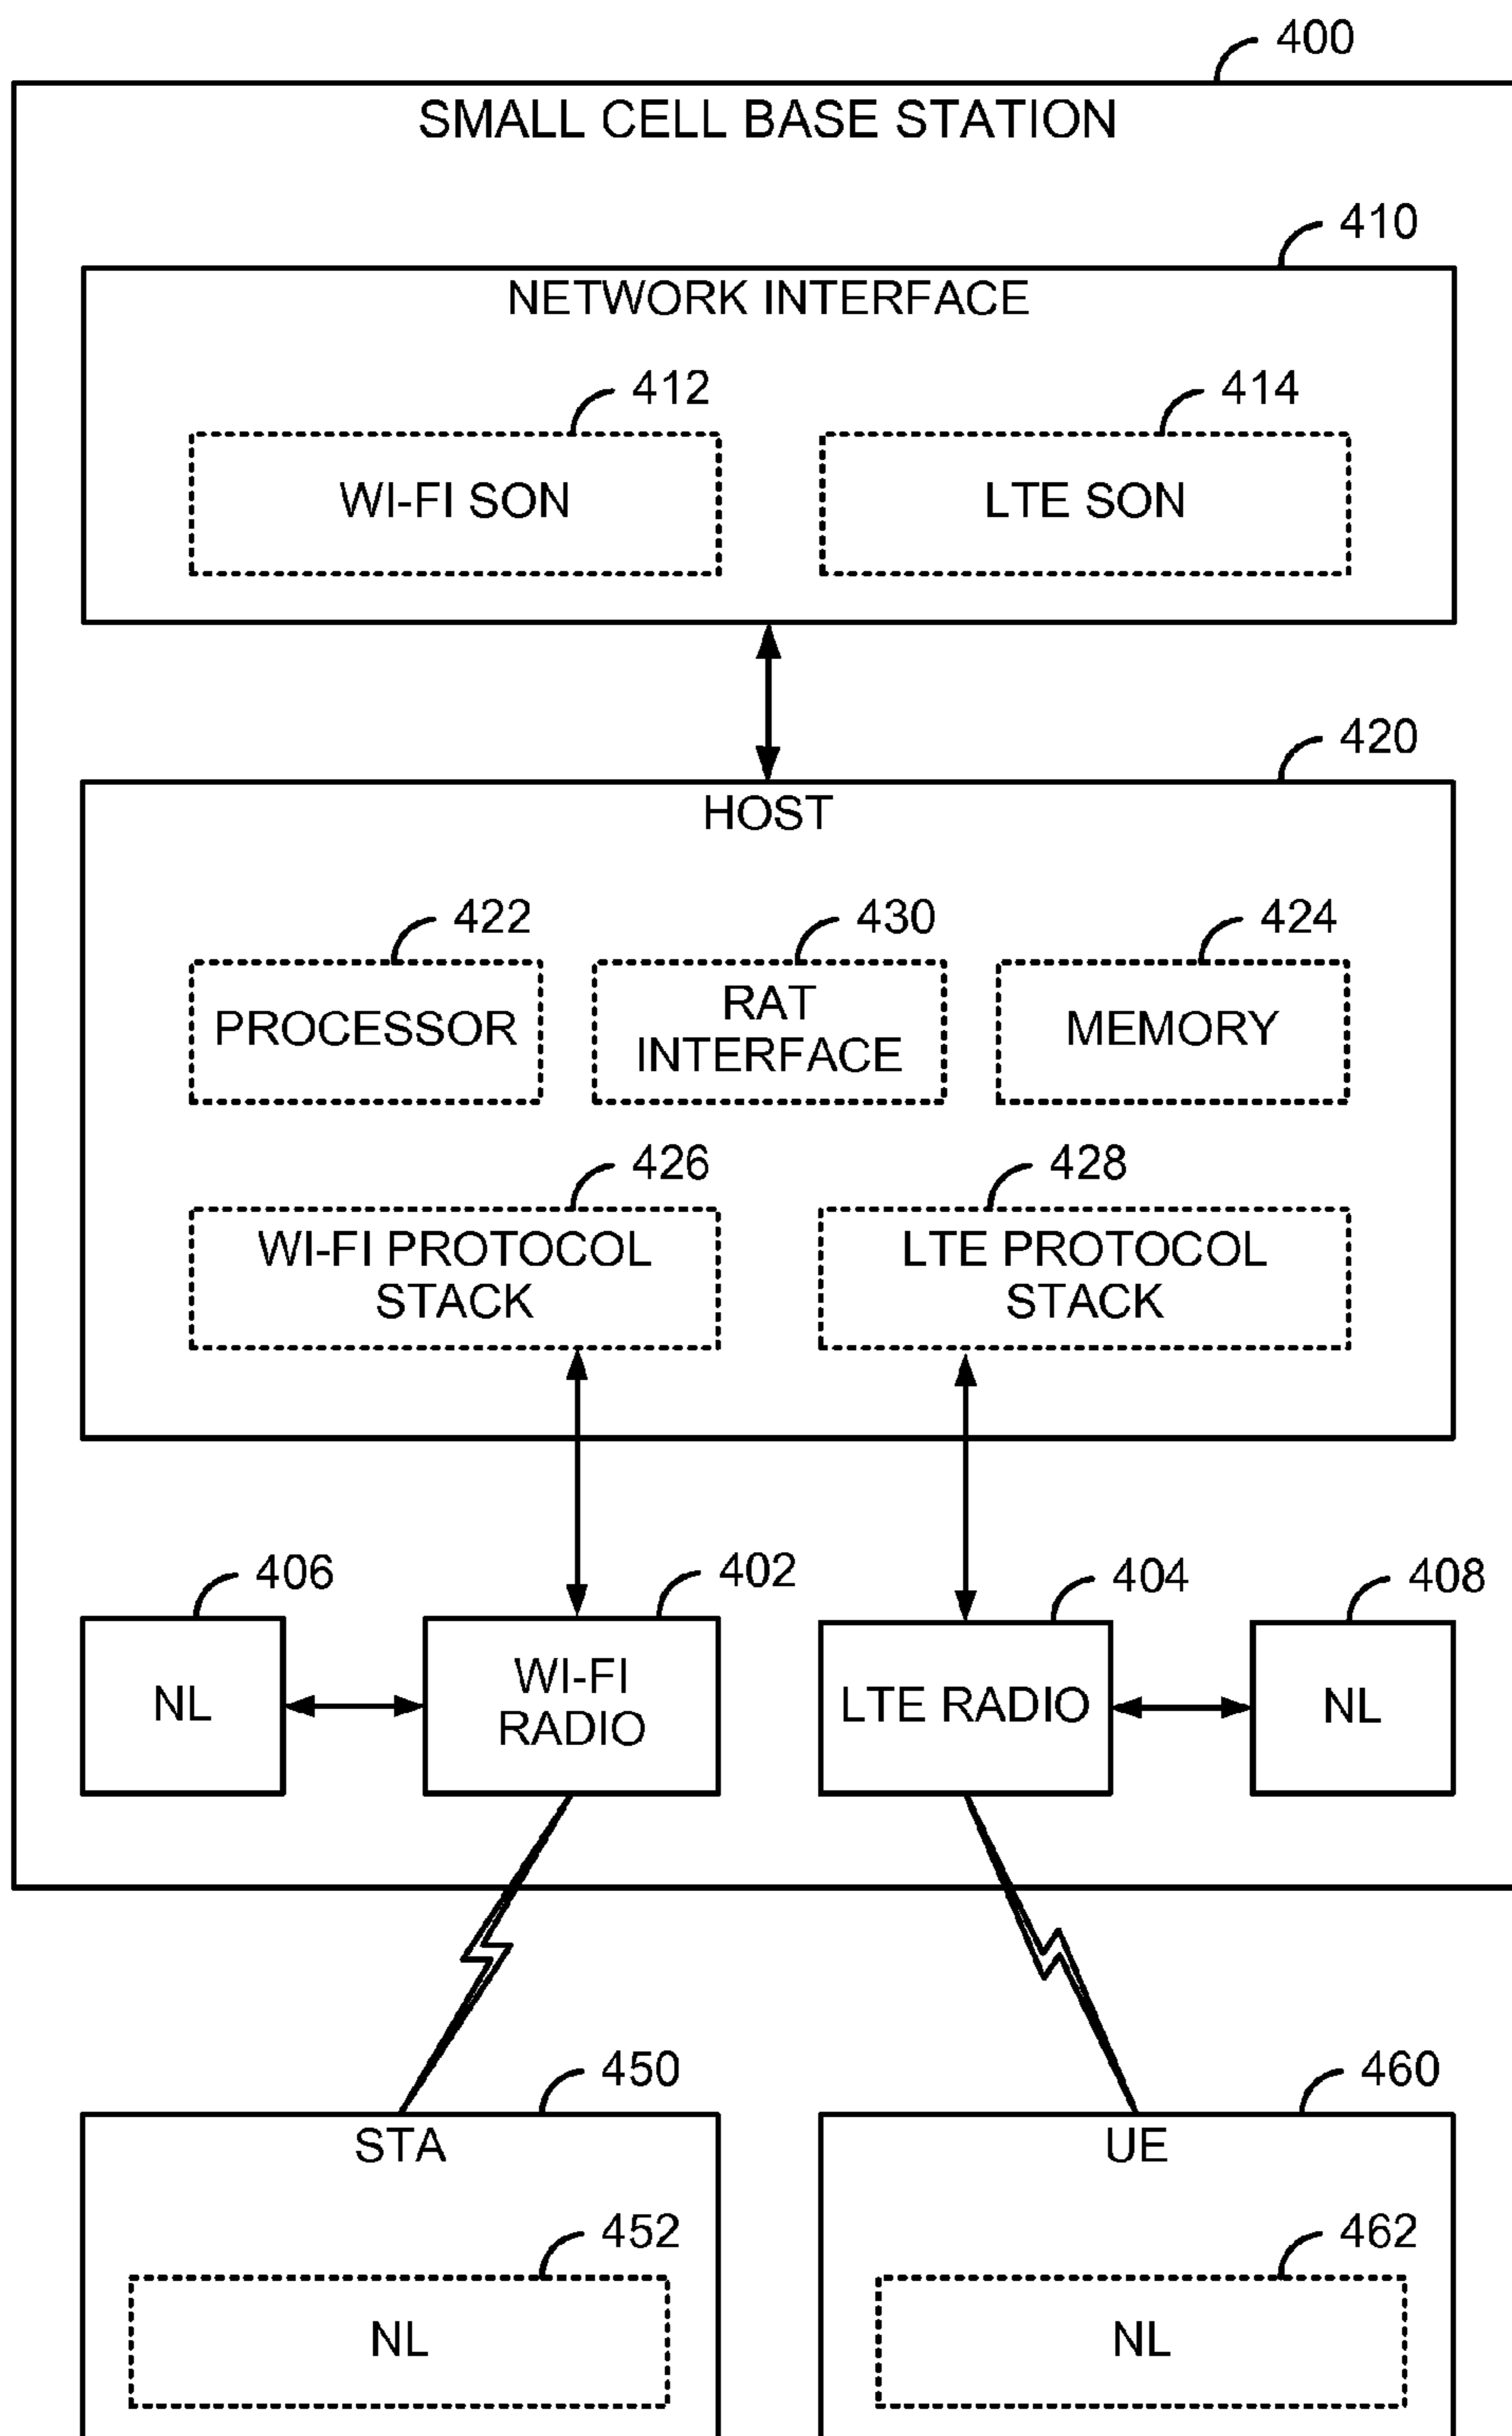 400
SMALL CELL BASE STATION
410
NETWORK INTERFACE
412
414
WI-FI SON
LTE SON
420
HOST
422
430
424
PROCESSOR
RAT
INTERFACE
MEMORY
426
428
WI-FI PROTOCOL
STACK
LTE PROTOCOL
STACK
406
402
404
408
NL
WI-FI
RADIO
LTE RADIO
NL
450
460
STA
UE
452
462
NL
NL